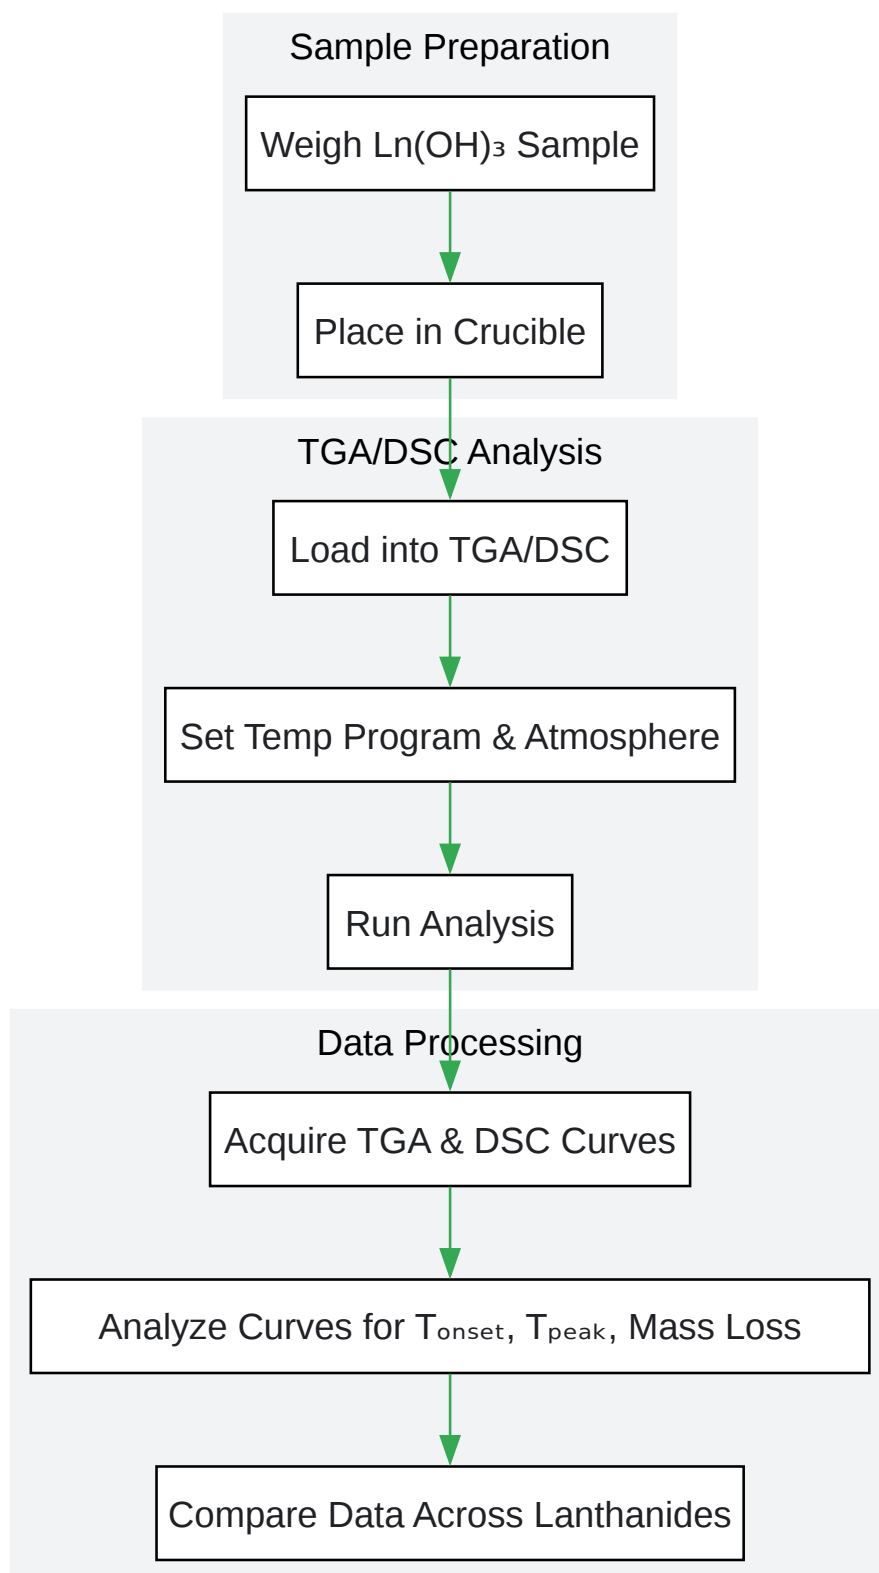 Sample Preparation
Weigh Ln(OH)₃ Sample
Place in Crucible
TGA/DSC Analysis
Load into TGA/DSC
Set Temp Program & Atmosphere
Run Analysis
Data Processing
Acquire TGA & DSC Curves
Analyze Curves for Tₒₙₛₑₜ, Tₚₑₐₖ, Mass Loss
Compare Data Across Lanthanides